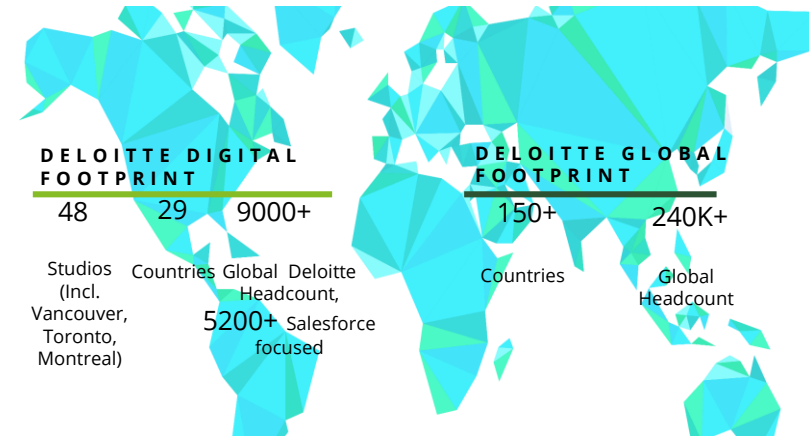 DELOITTE DIGITAL
FOOTPRINT
48
Studios
(Incl.
Vancouver,
Toronto,
Montreal)
29
Countries
9000+
Global Deloitte
Headcount,
5200+ Salesforce
focused
DELOITTE GLOBAL
FOOTPRINT
150+
Countries
240K+
Global
Headcount